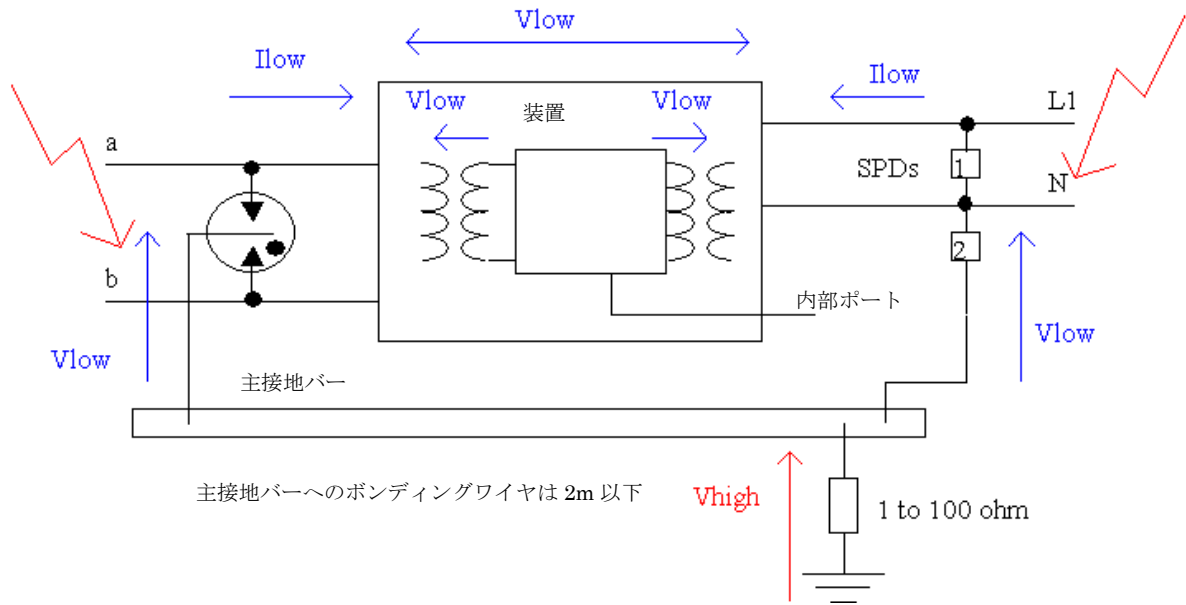 Vlow
Ilow
Ilow
Vlow
装置
Vlow
L1
a
SPDs
1
N
b
2
内部ポート
Vlow
Vlow
主接地バー
主接地バーへのボンディングワイヤは 2m 以下
Vhigh
1 to 100 ohm